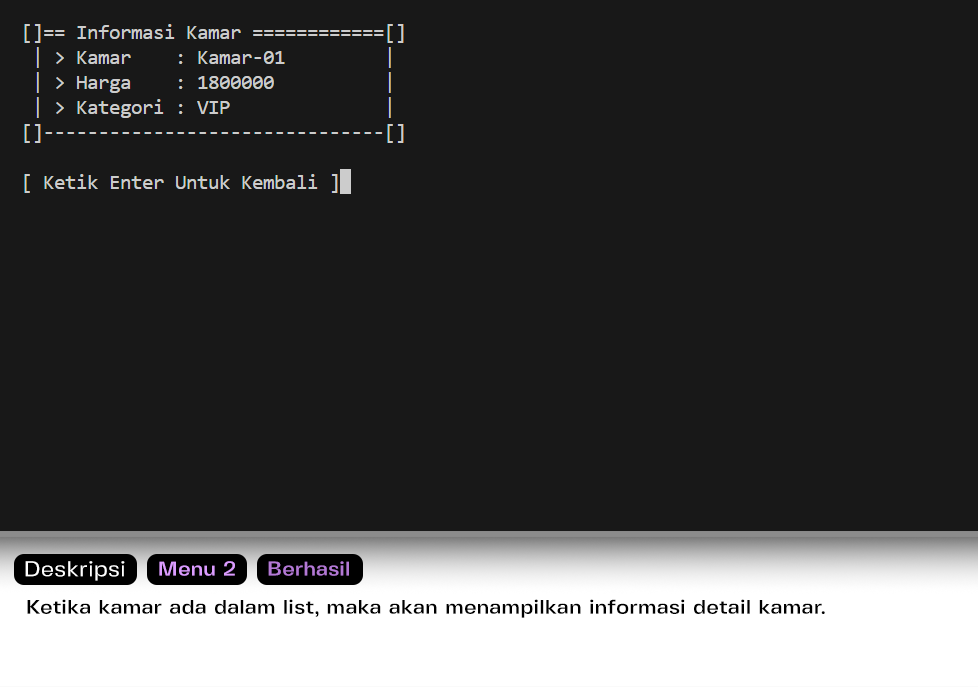 []== Informasi Kamar ============[]
| > Kamar    : Kamar-01         |
| > Harga    : 1800000          |
| > Kategori : VIP              |
[]-------------------------------[]
[ Ketik Enter Untuk Kembali ]
Deskripsi Menu 2 Berhasil
Ketika kamar ada dalam list, maka akan menampilkan informasi detail kamar.